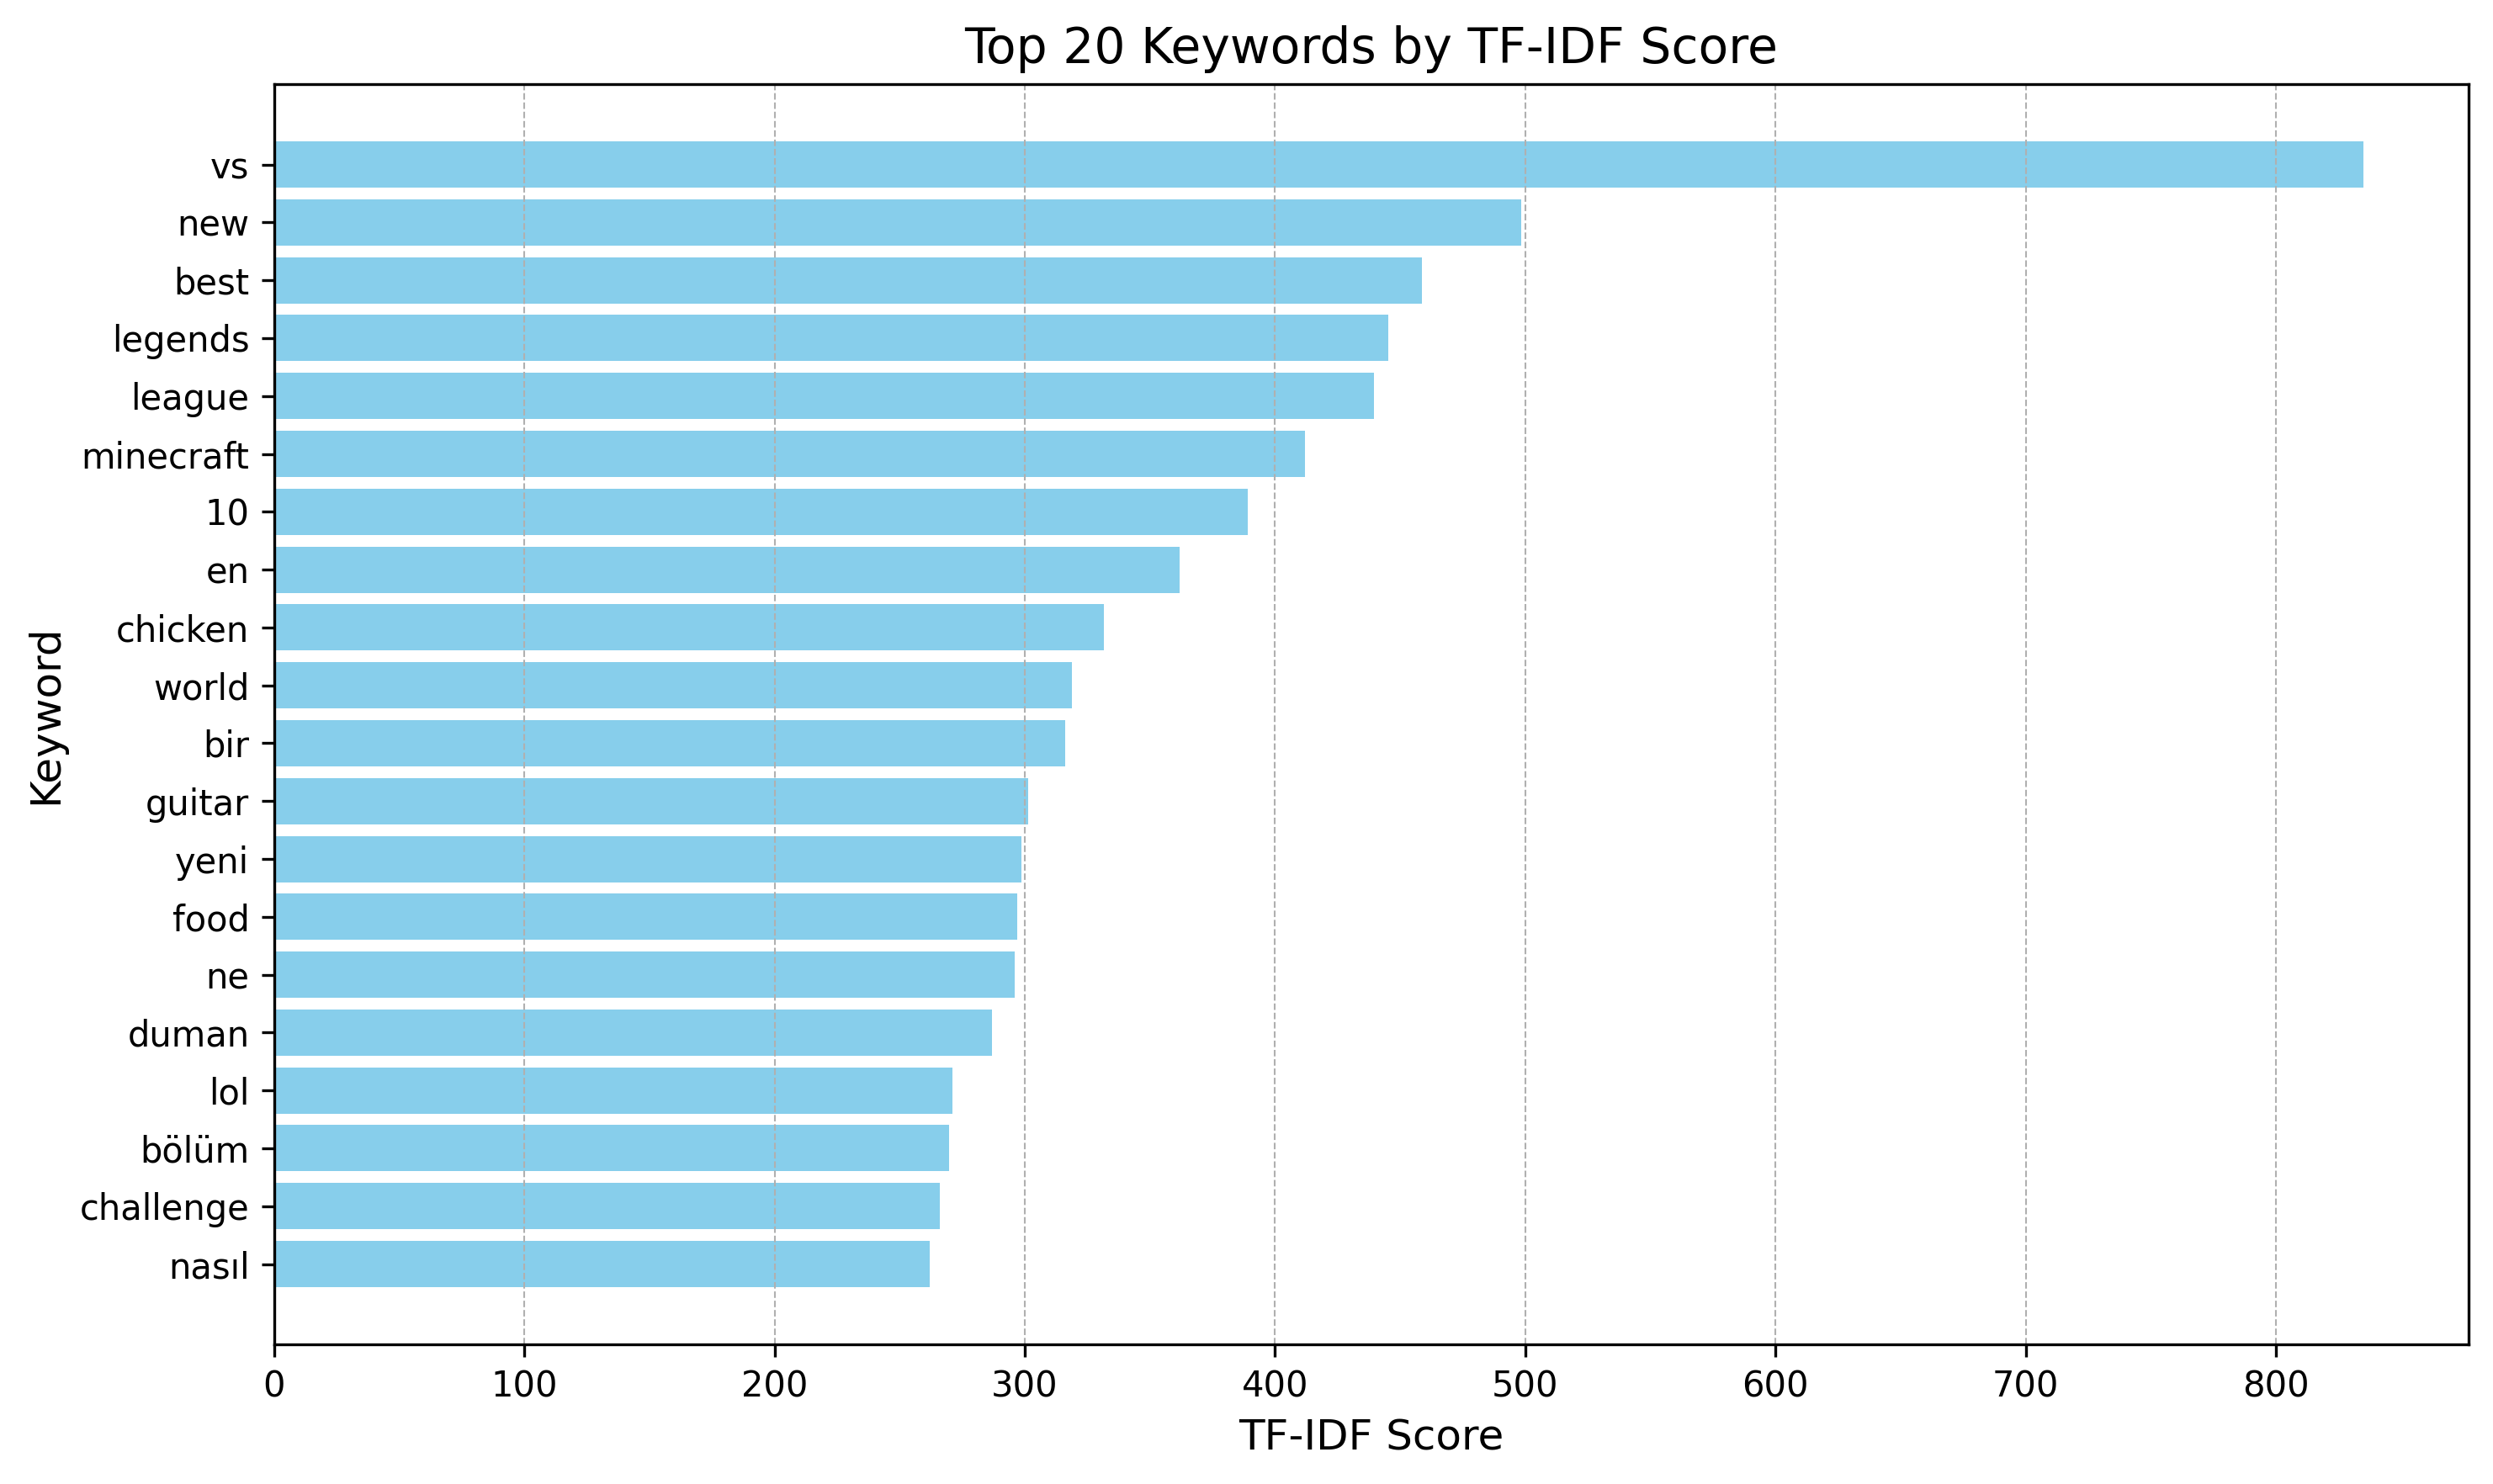 Top 20 Keywords by TF-IDF Score
vs
new
best
legends
league
minecraft
10
en
chicken
world
bir
guitar
yeni
food
ne
duman
lol
bölüm
challenge
nasıl
Keyword
0 100 200 300 400 500 600 700 800
TF-IDF Score